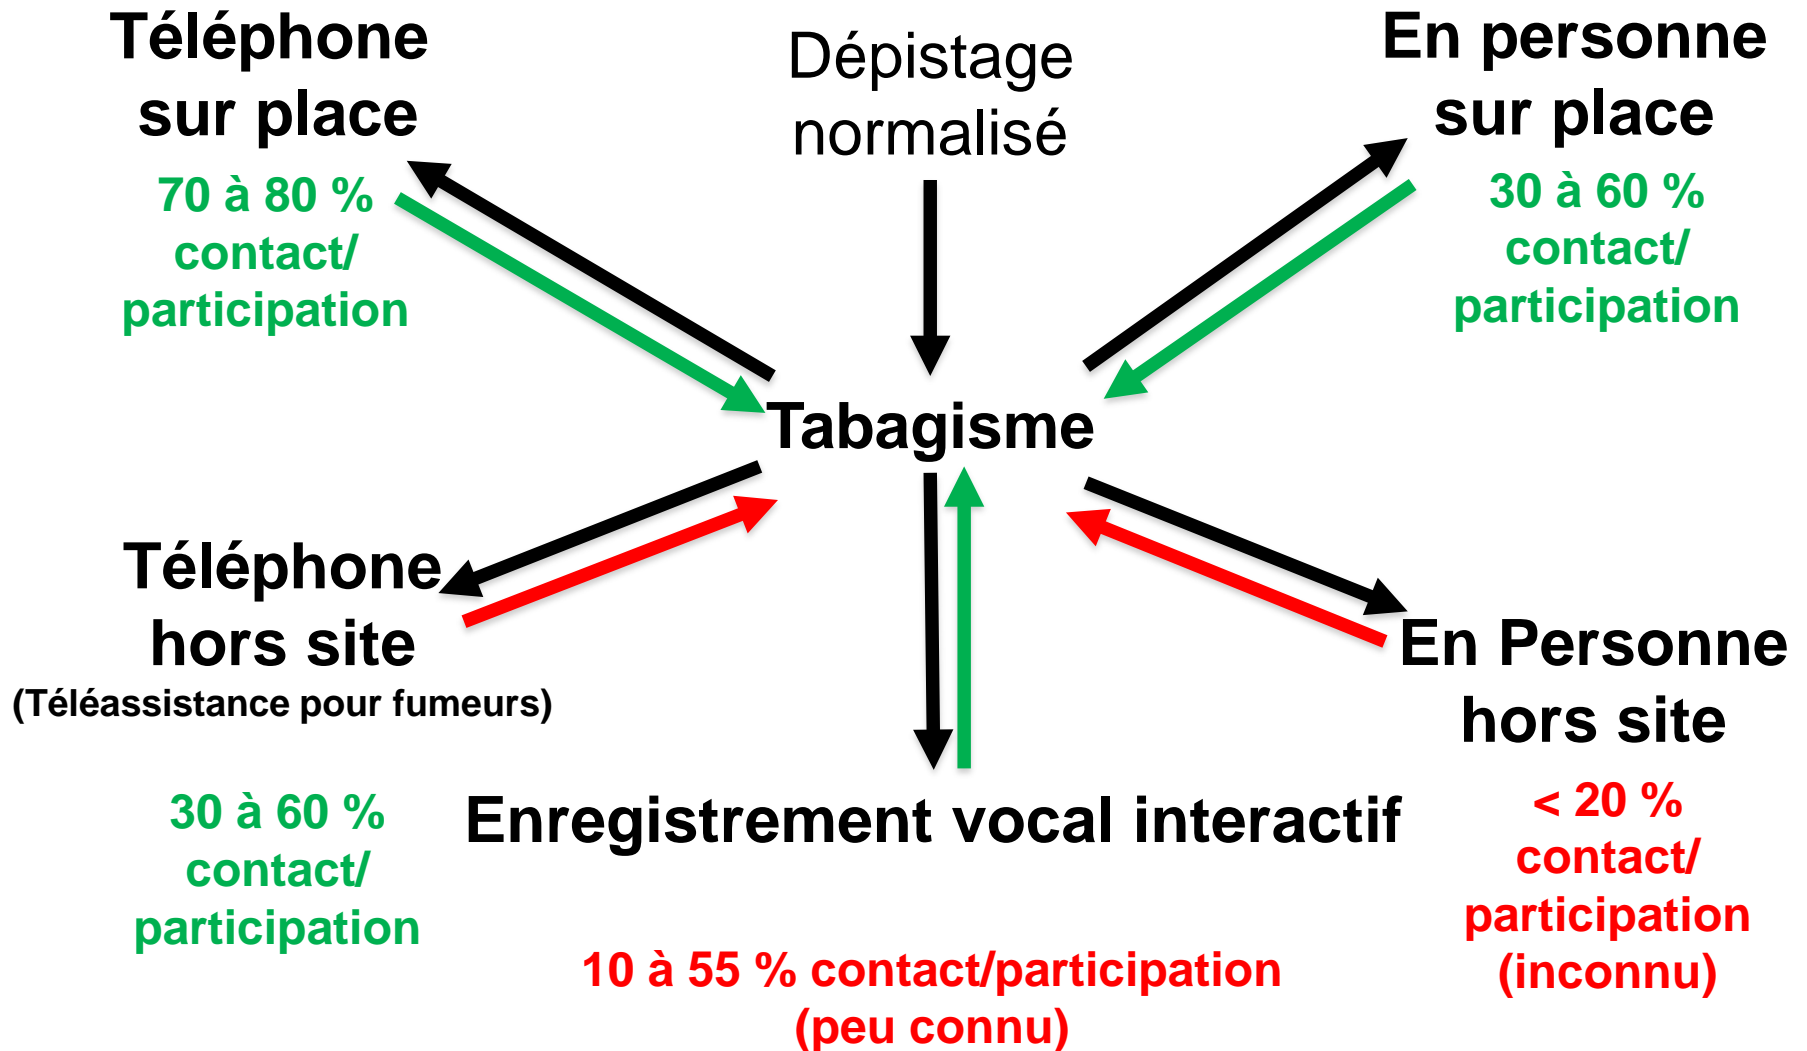 Téléphone
sur place
70 à 80 %
contact/
participation
Dépistage
normalisé
En personne
sur place
30 à 60 %
contact/
participation
Tabagisme
Téléphone
hors site
(Téléassistance pour fumeurs)
30 à 60 %
contact/
participation
Enregistrement vocal interactif
10 à 55 % contact/participation
(peu connu)
En Personne
hors site
< 20 %
contact/
participation
(inconnu)